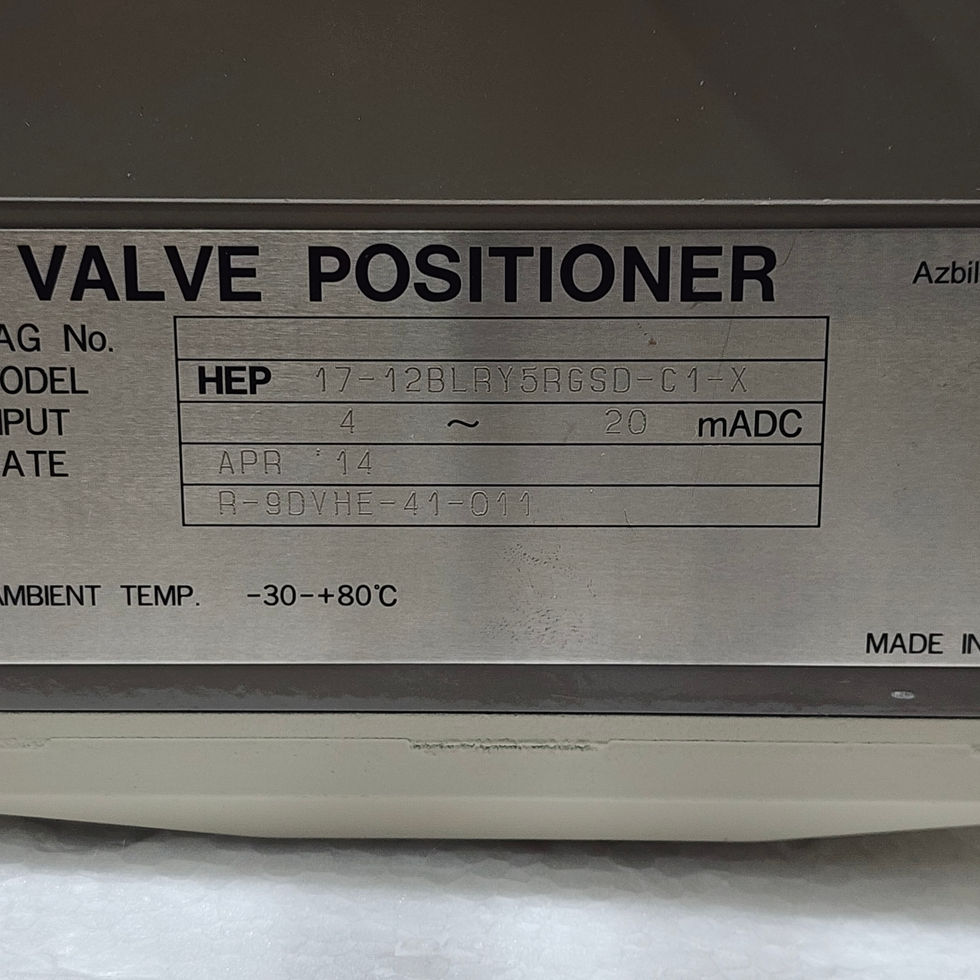 VALVE POSITIONER
Azbil
AG No.
ODEL HEP 17-12BLRY5RGSD-C1-X
NPUT 4 ~ 20 mADC
ATE APR '14
R-9DVHE-41-011
AMBIENT TEMP. -30-+80℃
MADE IN